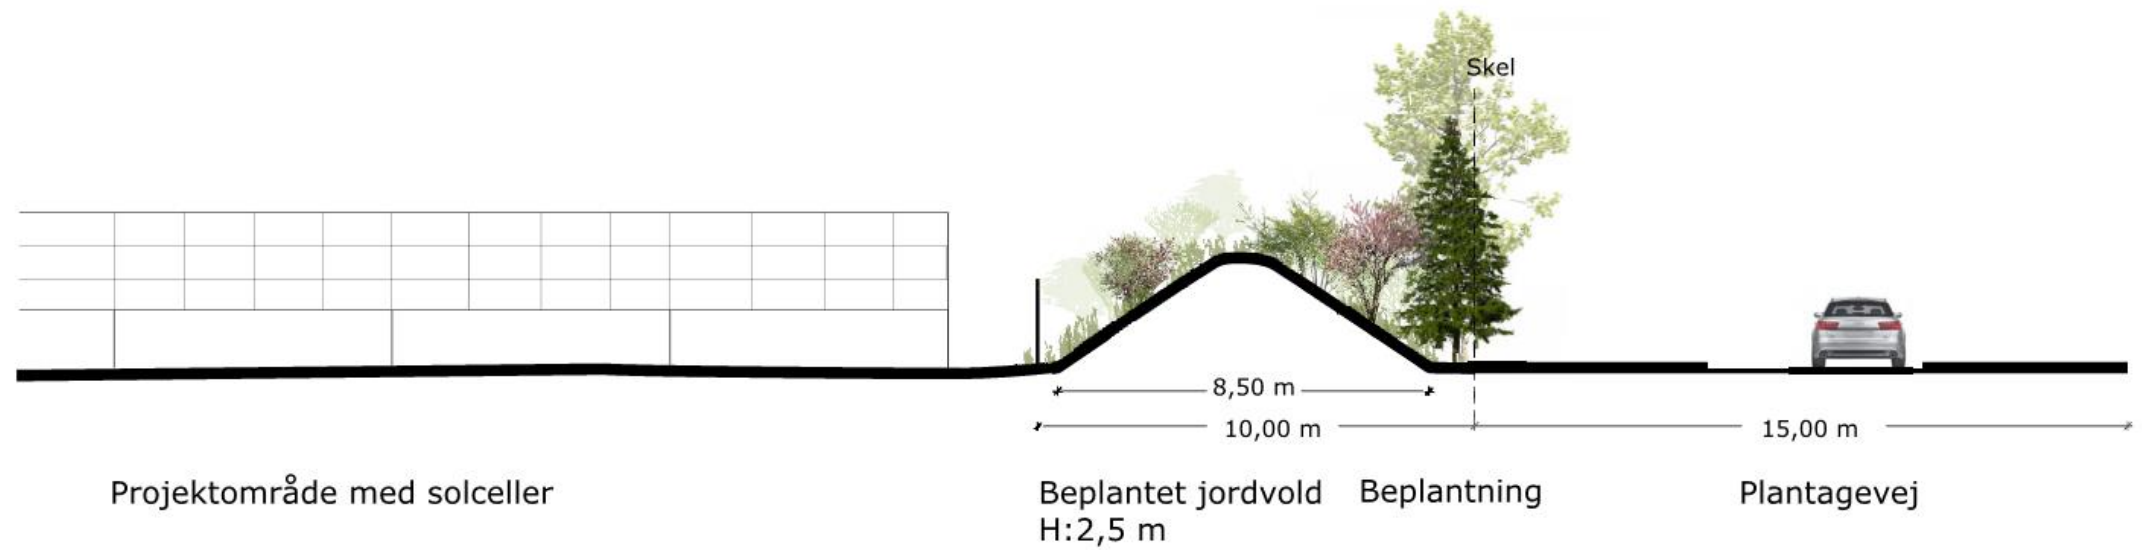 Skel
8,50 m
10,00 m
15,00 m
Projektområde med solceller
Beplantet jordvold
H:2,5 m
Beplantning
Plantagevej